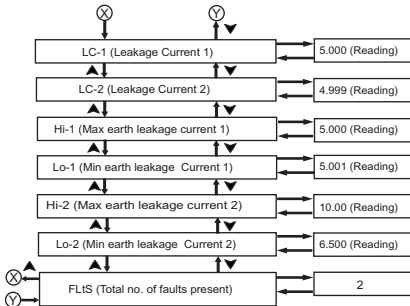 X Y
LC-1 (Leakage Current 1) 5.000 (Reading)
LC-2 (Leakage Current 2) 4.999 (Reading)
Hi-1 (Max earth leakage current 1) 5.000 (Reading)
Lo-1 (Min earth leakage Current 1) 5.001 (Reading)
Hi-2 (Max earth leakage current 2) 10.00 (Reading)
Lo-2 (Min earth leakage Current 2) 6.500 (Reading)
X
FLtS (Total no. of faults present) 2
Y